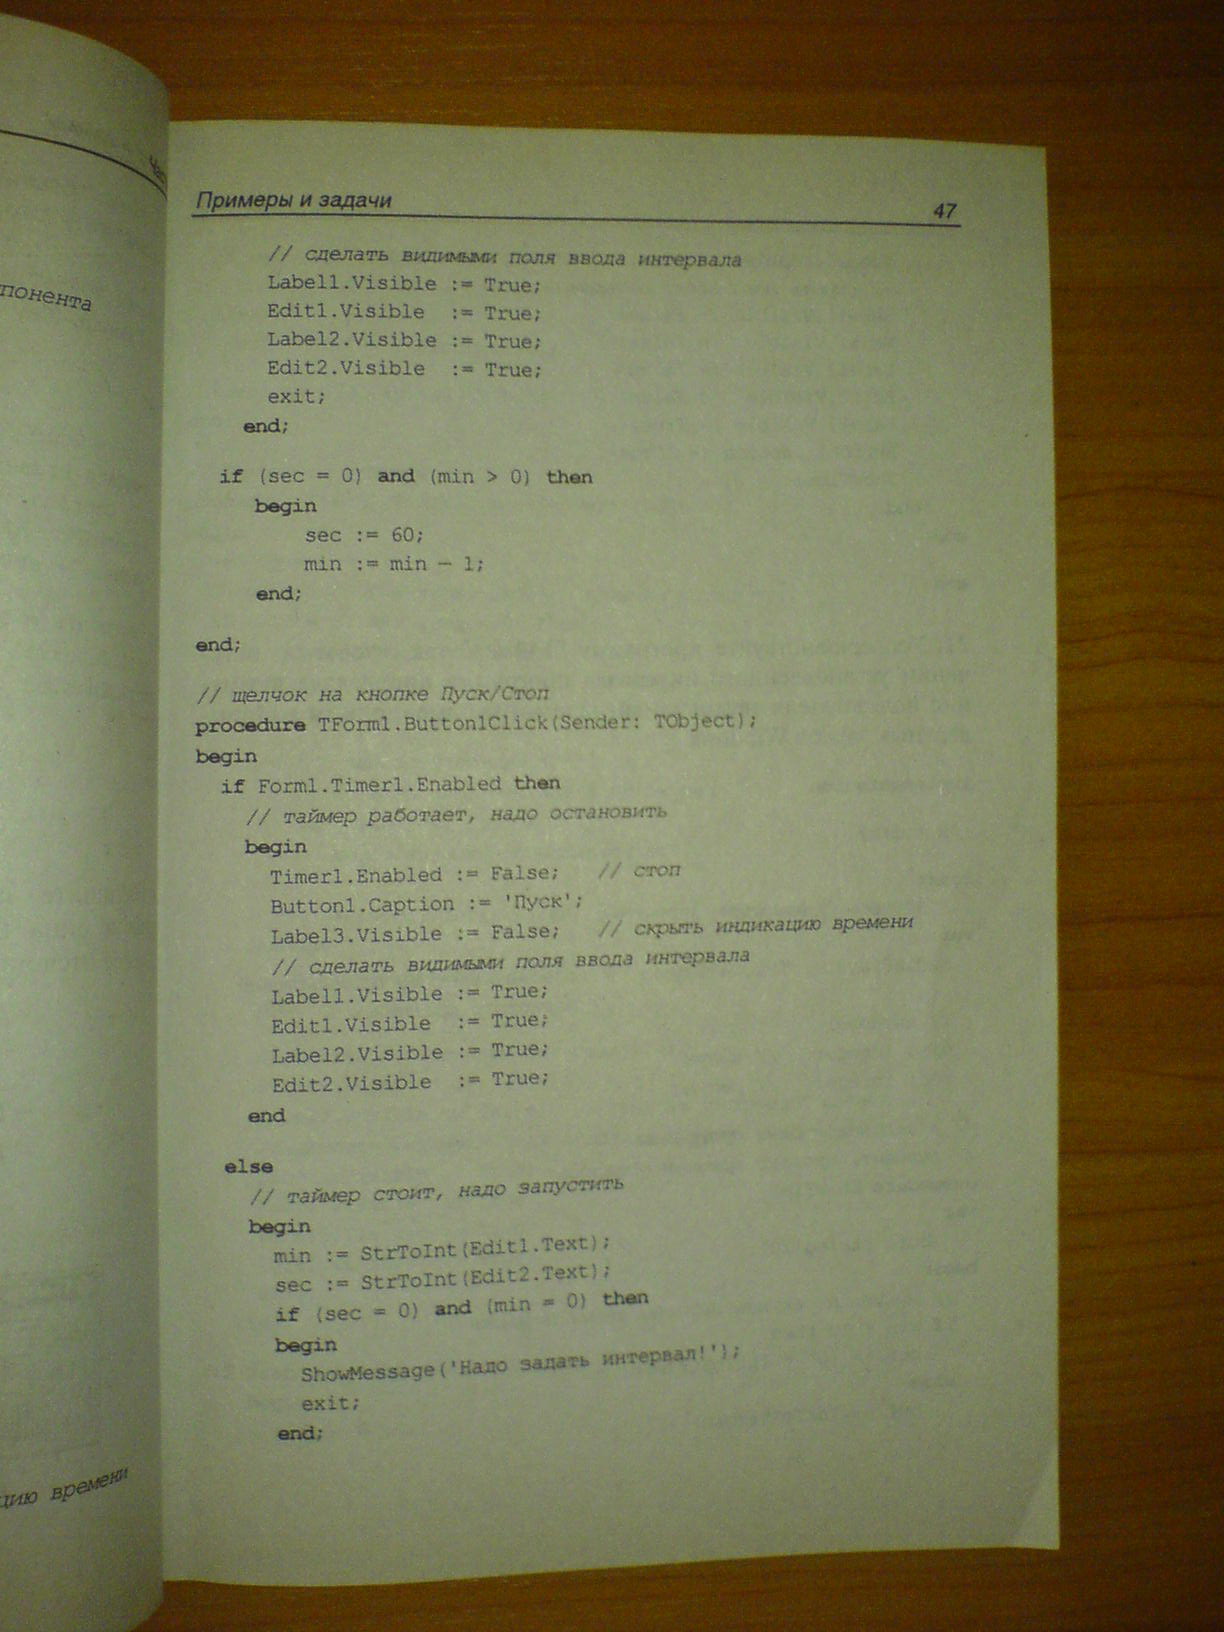 понента
цию времени
Примеры и задачи 47
// сделать видимыми поля ввода интервала
Label1.Visible := True;
Edit1.Visible  := True;
Label2.Visible := True;
Edit2.Visible  := True;
exit;
end;
if (sec = 0) and (min > 0) then
begin
sec := 60;
min := min — 1;
end;
end;
// щелчок на кнопке Пуск/Стоп
procedure TForm1.Button1Click(Sender: TObject);
begin
if Form1.Timer1.Enabled then
// таймер работает, надо остановить
begin
Timer1.Enabled := False;   // стоп
Button1.Caption := 'Пуск';
Label3.Visible := False;   // скрыть индикацию времени
// сделать видимыми поля ввода интервала
Label1.Visible := True;
Edit1.Visible  := True;
Label2.Visible := True;
Edit2.Visible  := True;
end
else
// таймер стоит, надо запустить
begin
min := StrToInt(Edit1.Text);
sec := StrToInt(Edit2.Text);
if (sec = 0) and (min = 0) then
begin
ShowMessage('Надо задать интервал!');
exit;
end;